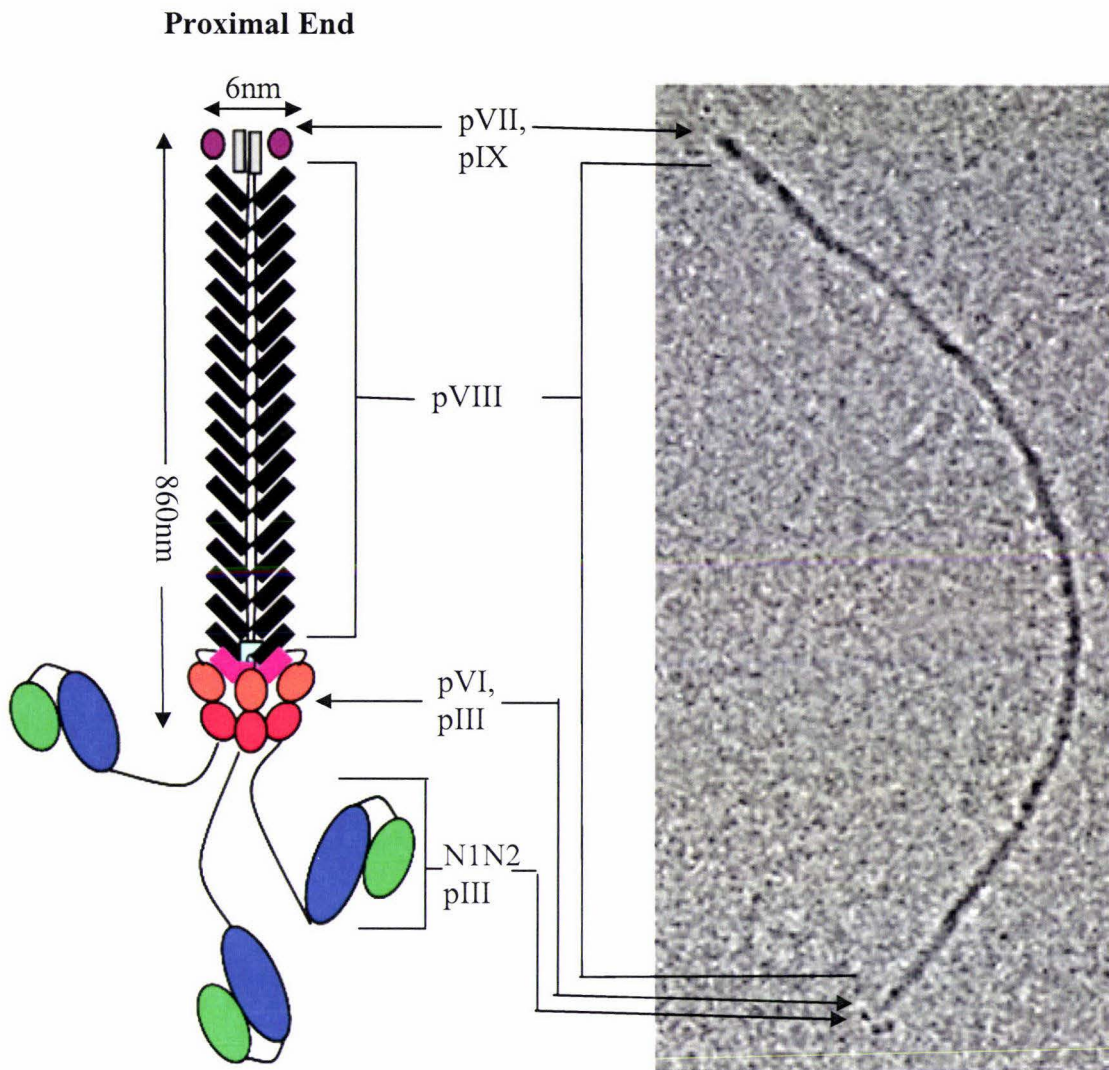 Proximal End
6nm
pVII,
pIX
pVIII
860nm
pVI,
pIII
N1N2
pIII